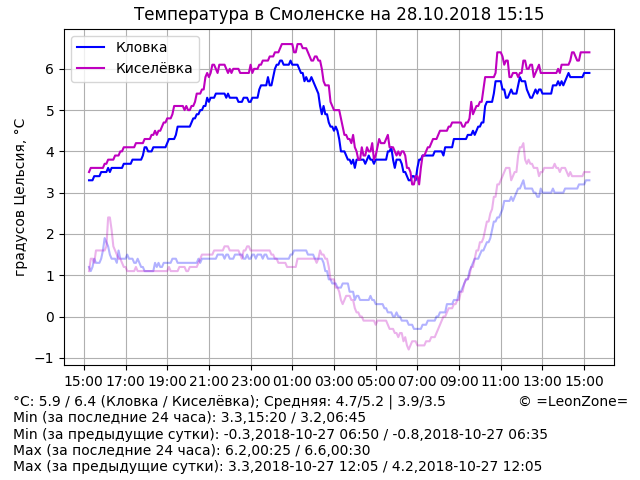 Температура в Смоленске на 28.10.2018 15:15
Кловка
Киселёвка
градусов Цельсия, °C
6
5
4
3
2
1
0
−1
15:00 17:00 19:00 21:00 23:00 01:00 03:00 05:00 07:00 09:00 11:00 13:00 15:00
°C: 5.9 / 6.4 (Кловка / Киселёвка); Средняя: 4.7/5.2 | 3.9/3.5 © =LeonZone=
Min (за последние 24 часа): 3.3,15:20 / 3.2,06:45
Min (за предыдущие сутки): -0.3,2018-10-27 06:50 / -0.8,2018-10-27 06:35
Max (за последние 24 часа): 6.2,00:25 / 6.6,00:30
Max (за предыдущие сутки): 3.3,2018-10-27 12:05 / 4.2,2018-10-27 12:05